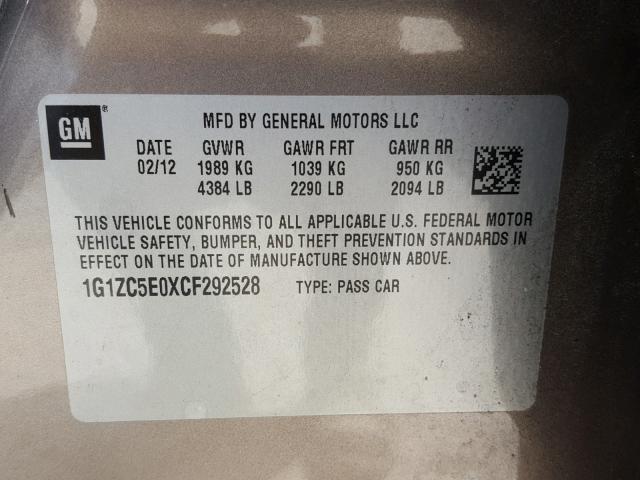 GM
®
MFD BY GENERAL MOTORS LLC
DATE GVWR GAWR FRT GAWR RR
02/12 1989 KG 1039 KG 950 KG
4384 LB 2290 LB 2094 LB
THIS VEHICLE CONFORMS TO ALL APPLICABLE U.S. FEDERAL MOTOR
VEHICLE SAFETY, BUMPER, AND THEFT PREVENTION STANDARDS IN
EFFECT ON THE DATE OF MANUFACTURE SHOWN ABOVE.
1G1ZC5E0XCF292528 TYPE: PASS CAR